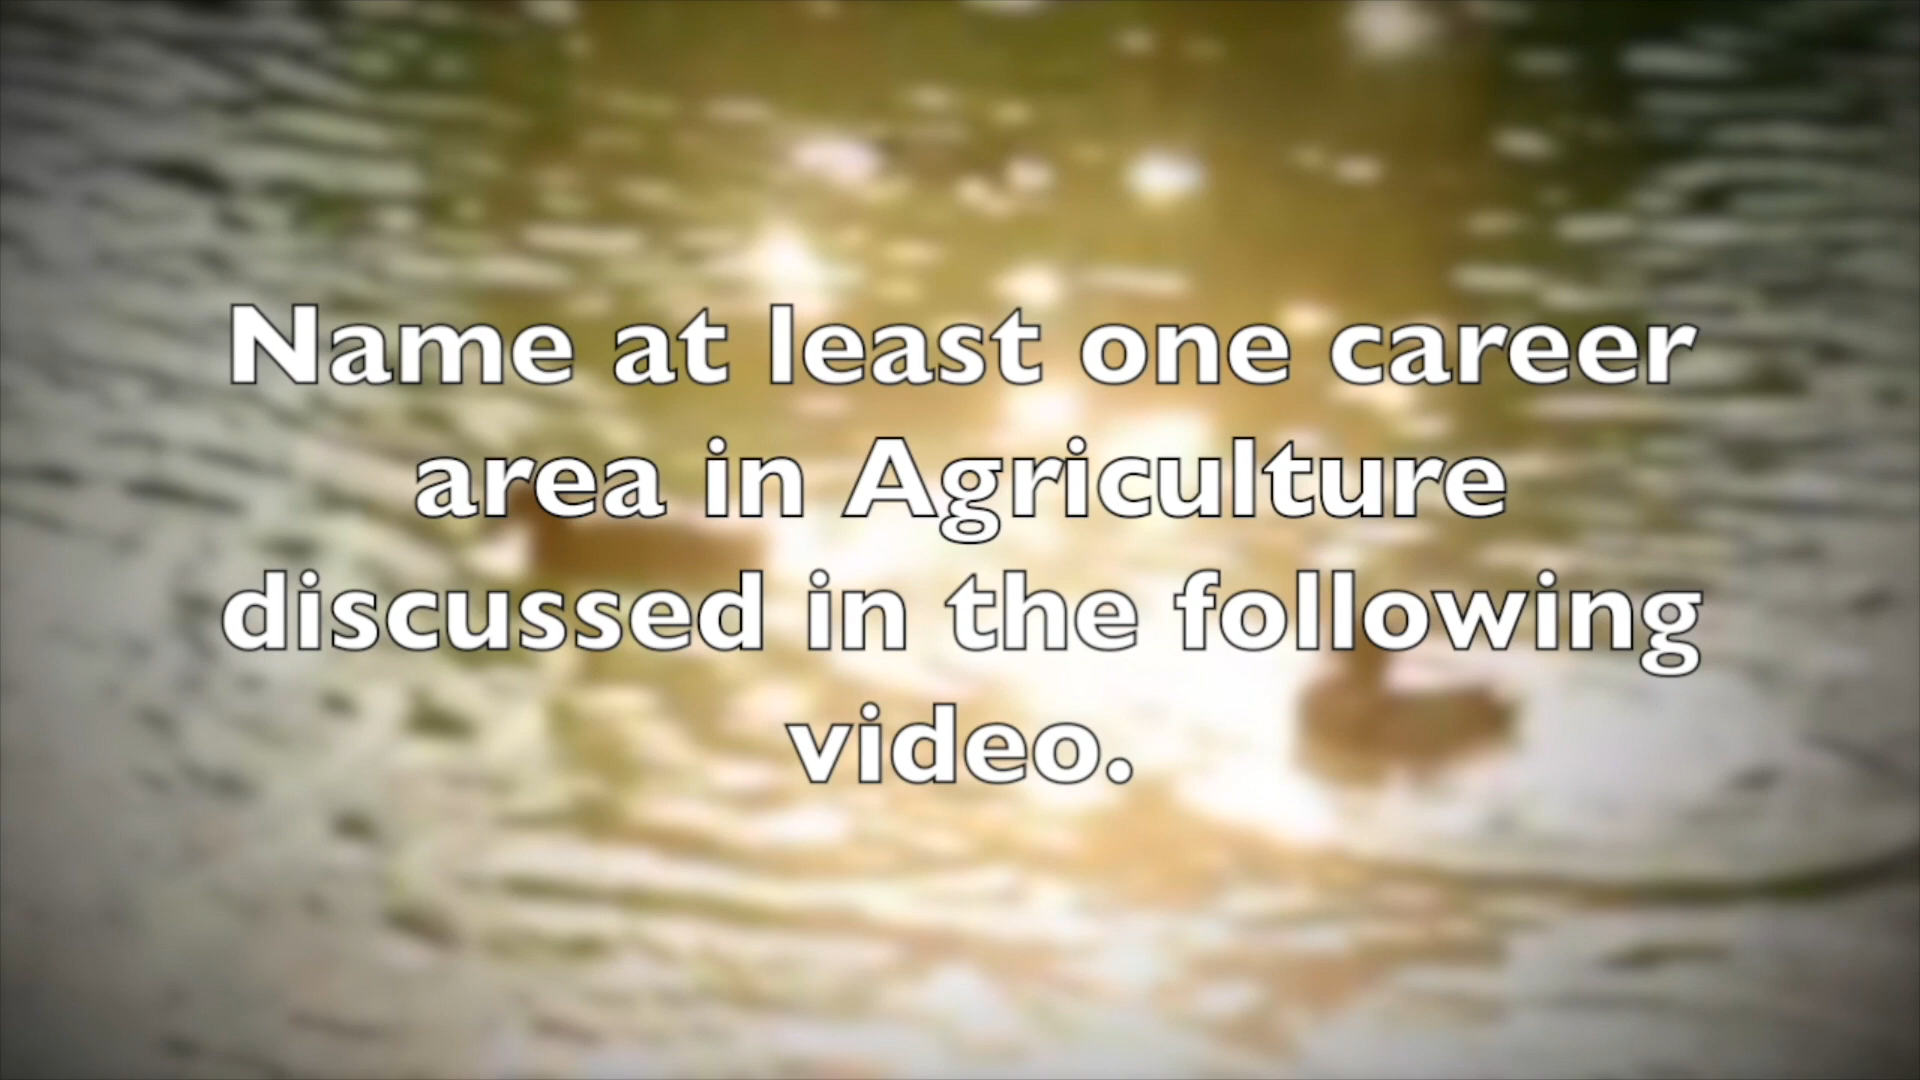 Name at least one career
area in Agriculture
discussed in the following
video.